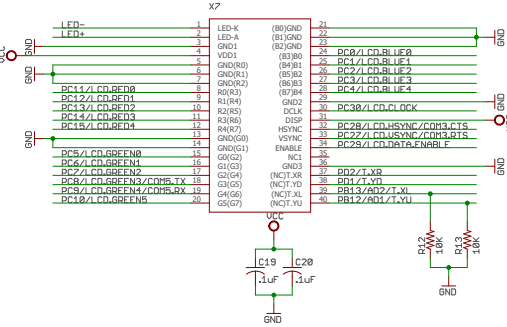 X7
LED- 1 LED-K (B0)GND 21
LED+ 2 LED-A (B1)GND 22
GND 3 GND1 (B2)GND 23 GND
VCC 4 VDD1 (B3)B0 24 PC0/LCD-BLUE0
5 GND(R0) (B4)B1 25 PC1/LCD-BLUE1
GND 6 GND(R1) (B5)B2 26 PC2/LCD-BLUE2
7 GND(R2) (B6)B3 27 PC3/LCD-BLUE3
PC11/LCD-RED0 8 R0(R3) (B7)B4 28 PC4/LCD-BLUE4
PC12/LCD-RED1 9 R1(R4) GND2 29 GND
PC13/LCD-RED2 10 R2(R5) DCLK 30 PC30/LCD-CLOCK
PC14/LCD-RED3 11 R3(R6) DISP 31
PC15/LCD-RED4 12 R4(R7) HSYNC 32 PC28/LCD-HSYNC/COM3-CTS
GND 13 GND(G0) VSYNC 33 PC27/LCD-VSYNC/COM3-RTS
14 GND(G1) ENABLE 34 PC29/LCD-DATA_ENABLE
PC5/LCD-GREEN0 15 G0(G2) NC1 35
PC6/LCD-GREEN1 16 G1(G3) GND3 36 GND
PC7/LCD-GREEN2 17 G2(G4) (NC)T.XR 37 PD2/T.XR
PC8/LCD-GREEN3/COM5-TX 18 G3(G5) (NC)T.YD 38 PD1/T.YD
PC9/LCD-GREEN4/COM5-RX 19 G4(G6) (NC)T.XL 39 PB13/AD2/T.XL
PC10/LCD-GREEN5 20 G5(G7) (NC)T.YU 40 PB12/AD1/T.YU
VCC
R12 10K R13 10K
C19 C20
.1uF .1uF
GND
GND